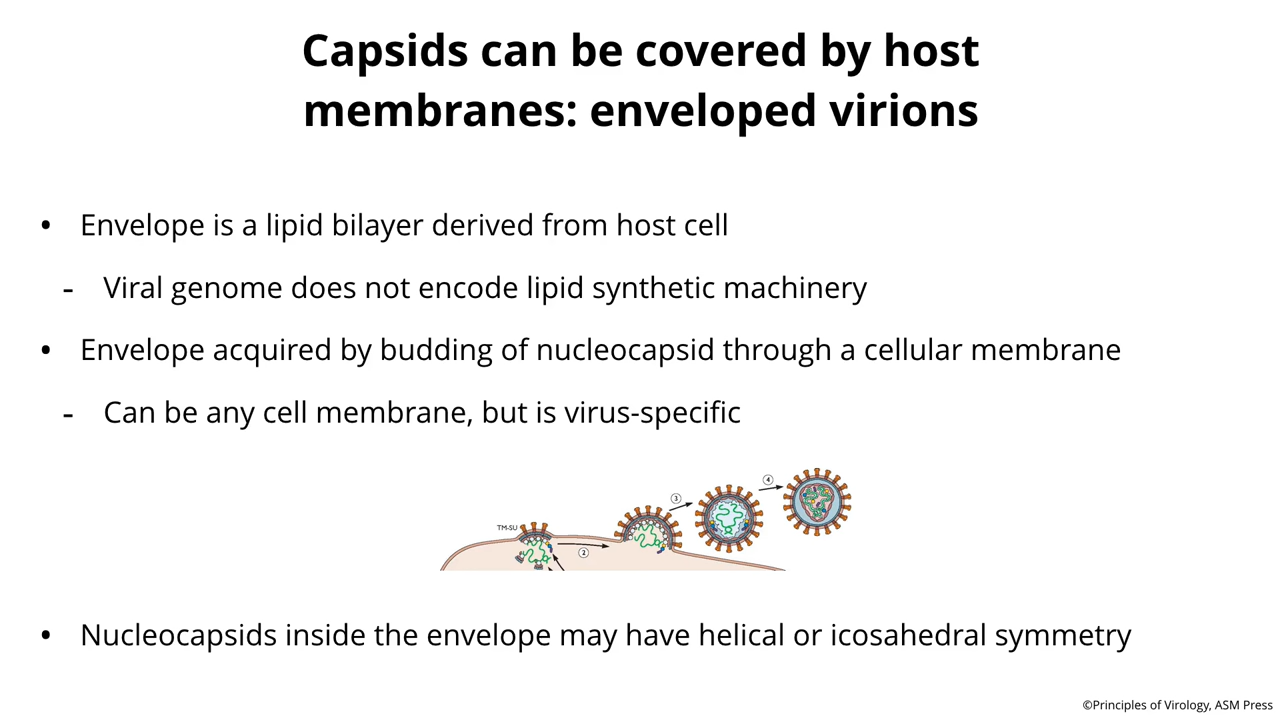 Capsids can be covered by host
membranes: enveloped virions
• Envelope is a lipid bilayer derived from host cell
- Viral genome does not encode lipid synthetic machinery
• Envelope acquired by budding of nucleocapsid through a cellular membrane
- Can be any cell membrane, but is virus-specific
TM-SU
2
3
4
• Nucleocapsids inside the envelope may have helical or icosahedral symmetry
©Principles of Virology, ASM Press